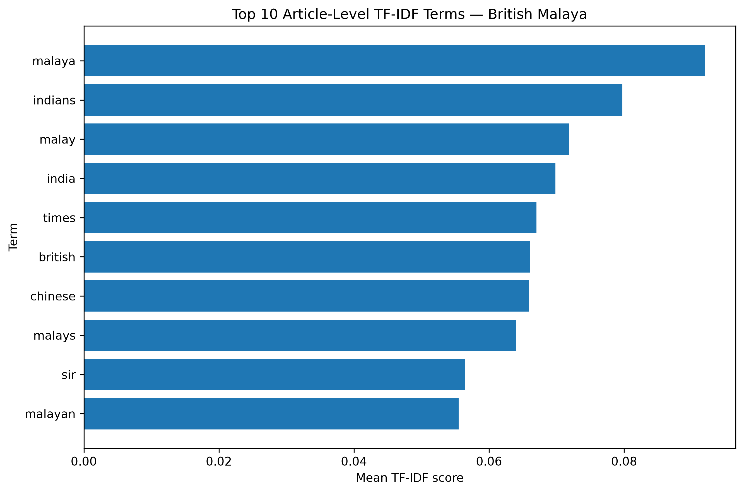 Top 10 Article-Level TF-IDF Terms — British Malaya
Term
malaya
indians
malay
india
times
british
chinese
malays
sir
malayan
0.00 0.02 0.04 0.06 0.08
Mean TF-IDF score